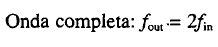 Onda completa: f_out = 2f_in